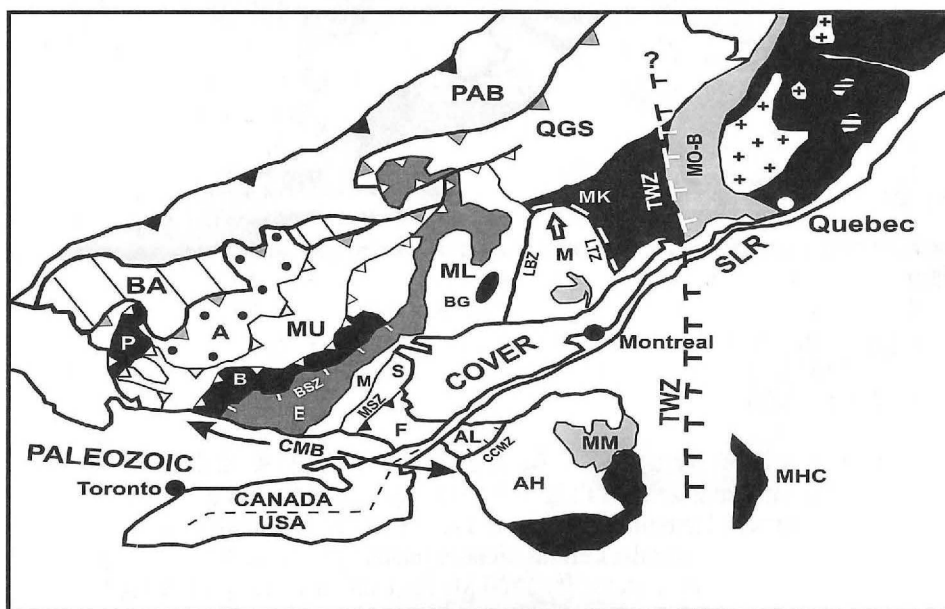 ?
PAB
QGS
MO-B
TWZ
MK
Quebec
SLR
LBZ
M
LTZ
ML
BG
BA
A
MU
P
B
BSZ
E
M
S
MSZ
F
COVER
Montreal
CMB
AL
CCMZ
MM
AH
TWZ
MHC
PALEOZOIC
Toronto
CANADA
USA